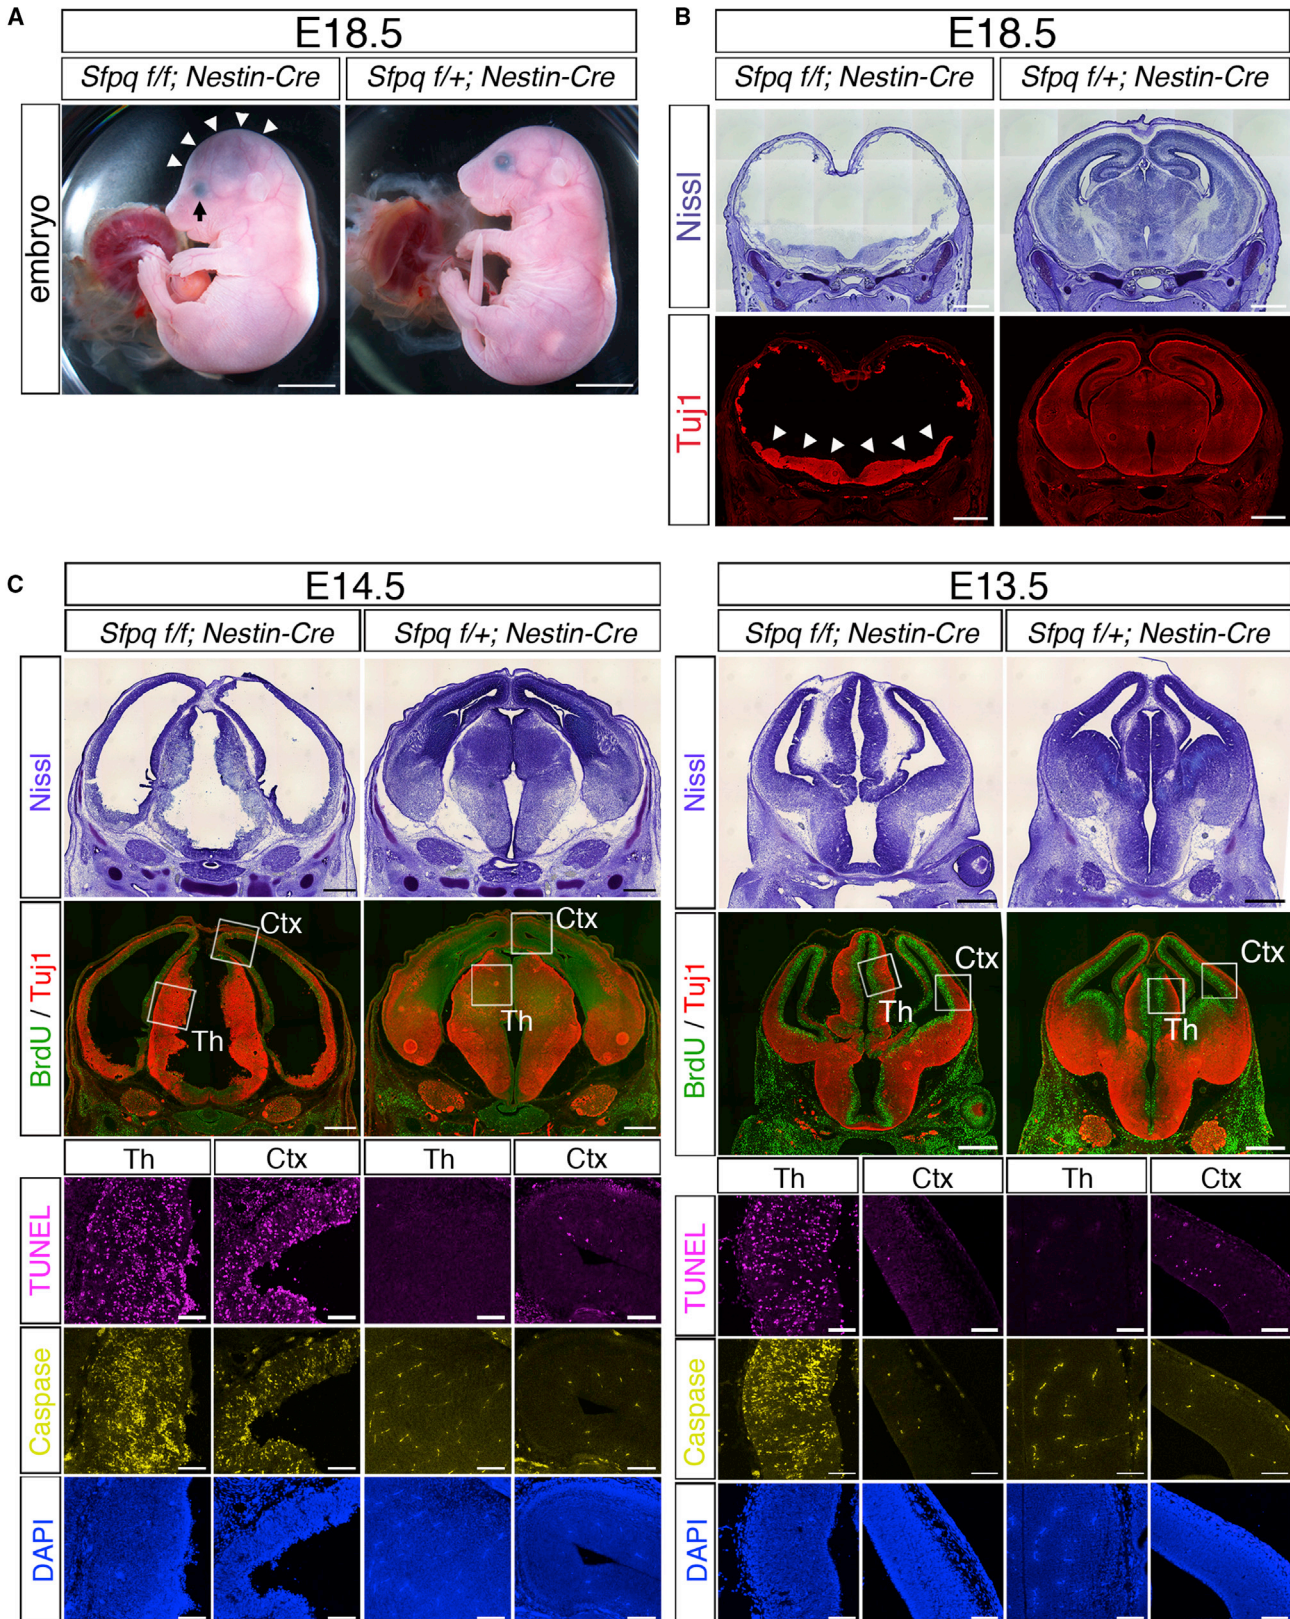 A
E18.5
Sfpq f/f; Nestin-Cre
Sfpq f/+; Nestin-Cre
embryo
B
E18.5
Sfpq f/f; Nestin-Cre
Sfpq f/+; Nestin-Cre
Nissl
Tuj1
C
E14.5
Sfpq f/f; Nestin-Cre
Sfpq f/+; Nestin-Cre
Nissl
BrdU / Tuj1
Ctx
Th
Ctx
Th
Th
Ctx
Th
Ctx
TUNEL
Caspase
DAPI
E13.5
Sfpq f/f; Nestin-Cre
Sfpq f/+; Nestin-Cre
Nissl
BrdU / Tuj1
Ctx
Th
Ctx
Th
Th
Ctx
Th
Ctx
TUNEL
Caspase
DAPI